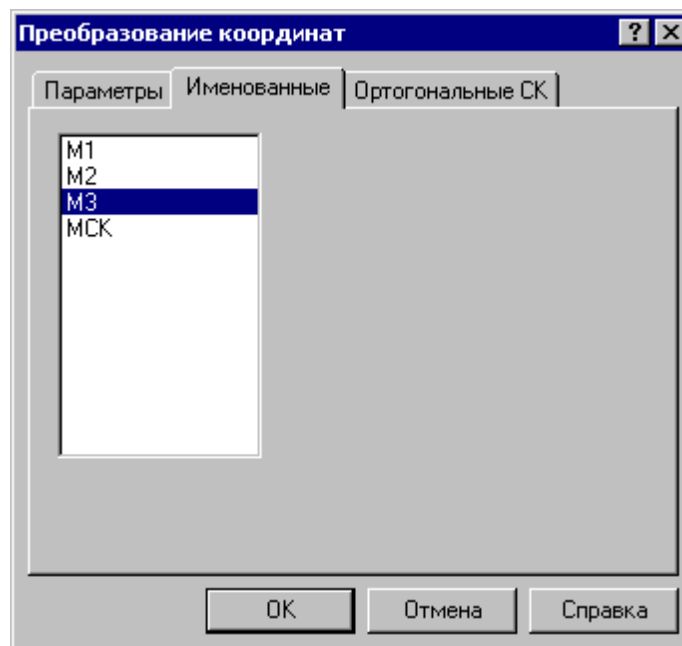 Преобразование координат
Параметры Именованные Ортогональные СК
М1
М2
М3
МСК
OK Отмена Справка